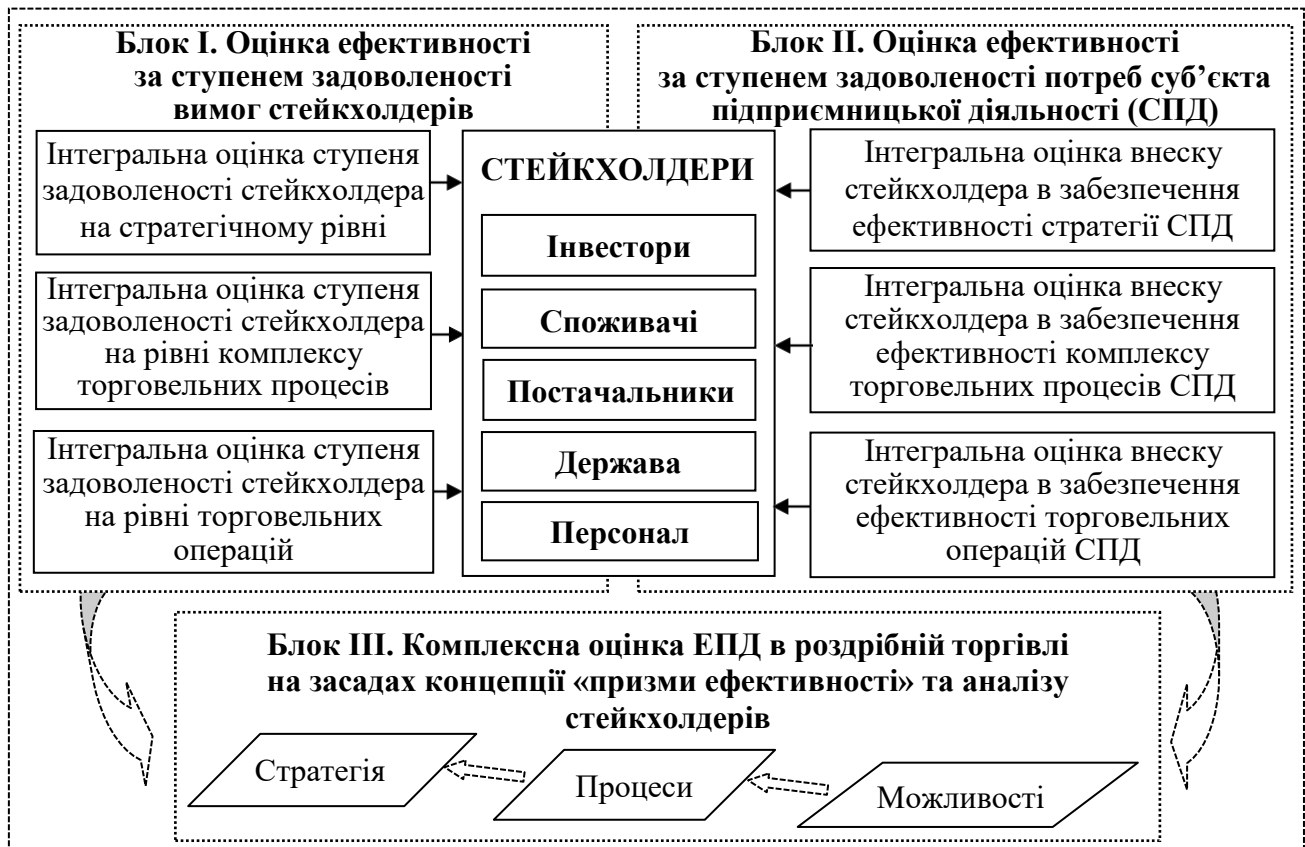 Блок І. Оцінка ефективності
за ступенем задоволеності
вимог стейкхолдерів
Блок ІІ. Оцінка ефективності
за ступенем задоволеності потреб суб’єкта
підприємницької діяльності (СПД)
Інтегральна оцінка ступеня
задоволеності стейкхолдера
на стратегічному рівні
Інтегральна оцінка ступеня
задоволеності стейкхолдера
на рівні комплексу
торговельних процесів
Інтегральна оцінка ступеня
задоволеності стейкхолдера
на рівні торговельних
операцій
СТЕЙКХОЛДЕРИ
Інвестори
Споживачі
Постачальники
Держава
Персонал
Інтегральна оцінка внеску
стейкхолдера в забезпечення
ефективності стратегії СПД
Інтегральна оцінка внеску
стейкхолдера в забезпечення
ефективності комплексу
торговельних процесів СПД
Інтегральна оцінка внеску
стейкхолдера в забезпечення
ефективності торговельних
операцій СПД
Блок ІІІ. Комплексна оцінка ЕПД в роздрібній торгівлі
на засадах концепції «призми ефективності» та аналізу
стейкхолдерів
Стратегія
Процеси
Можливості